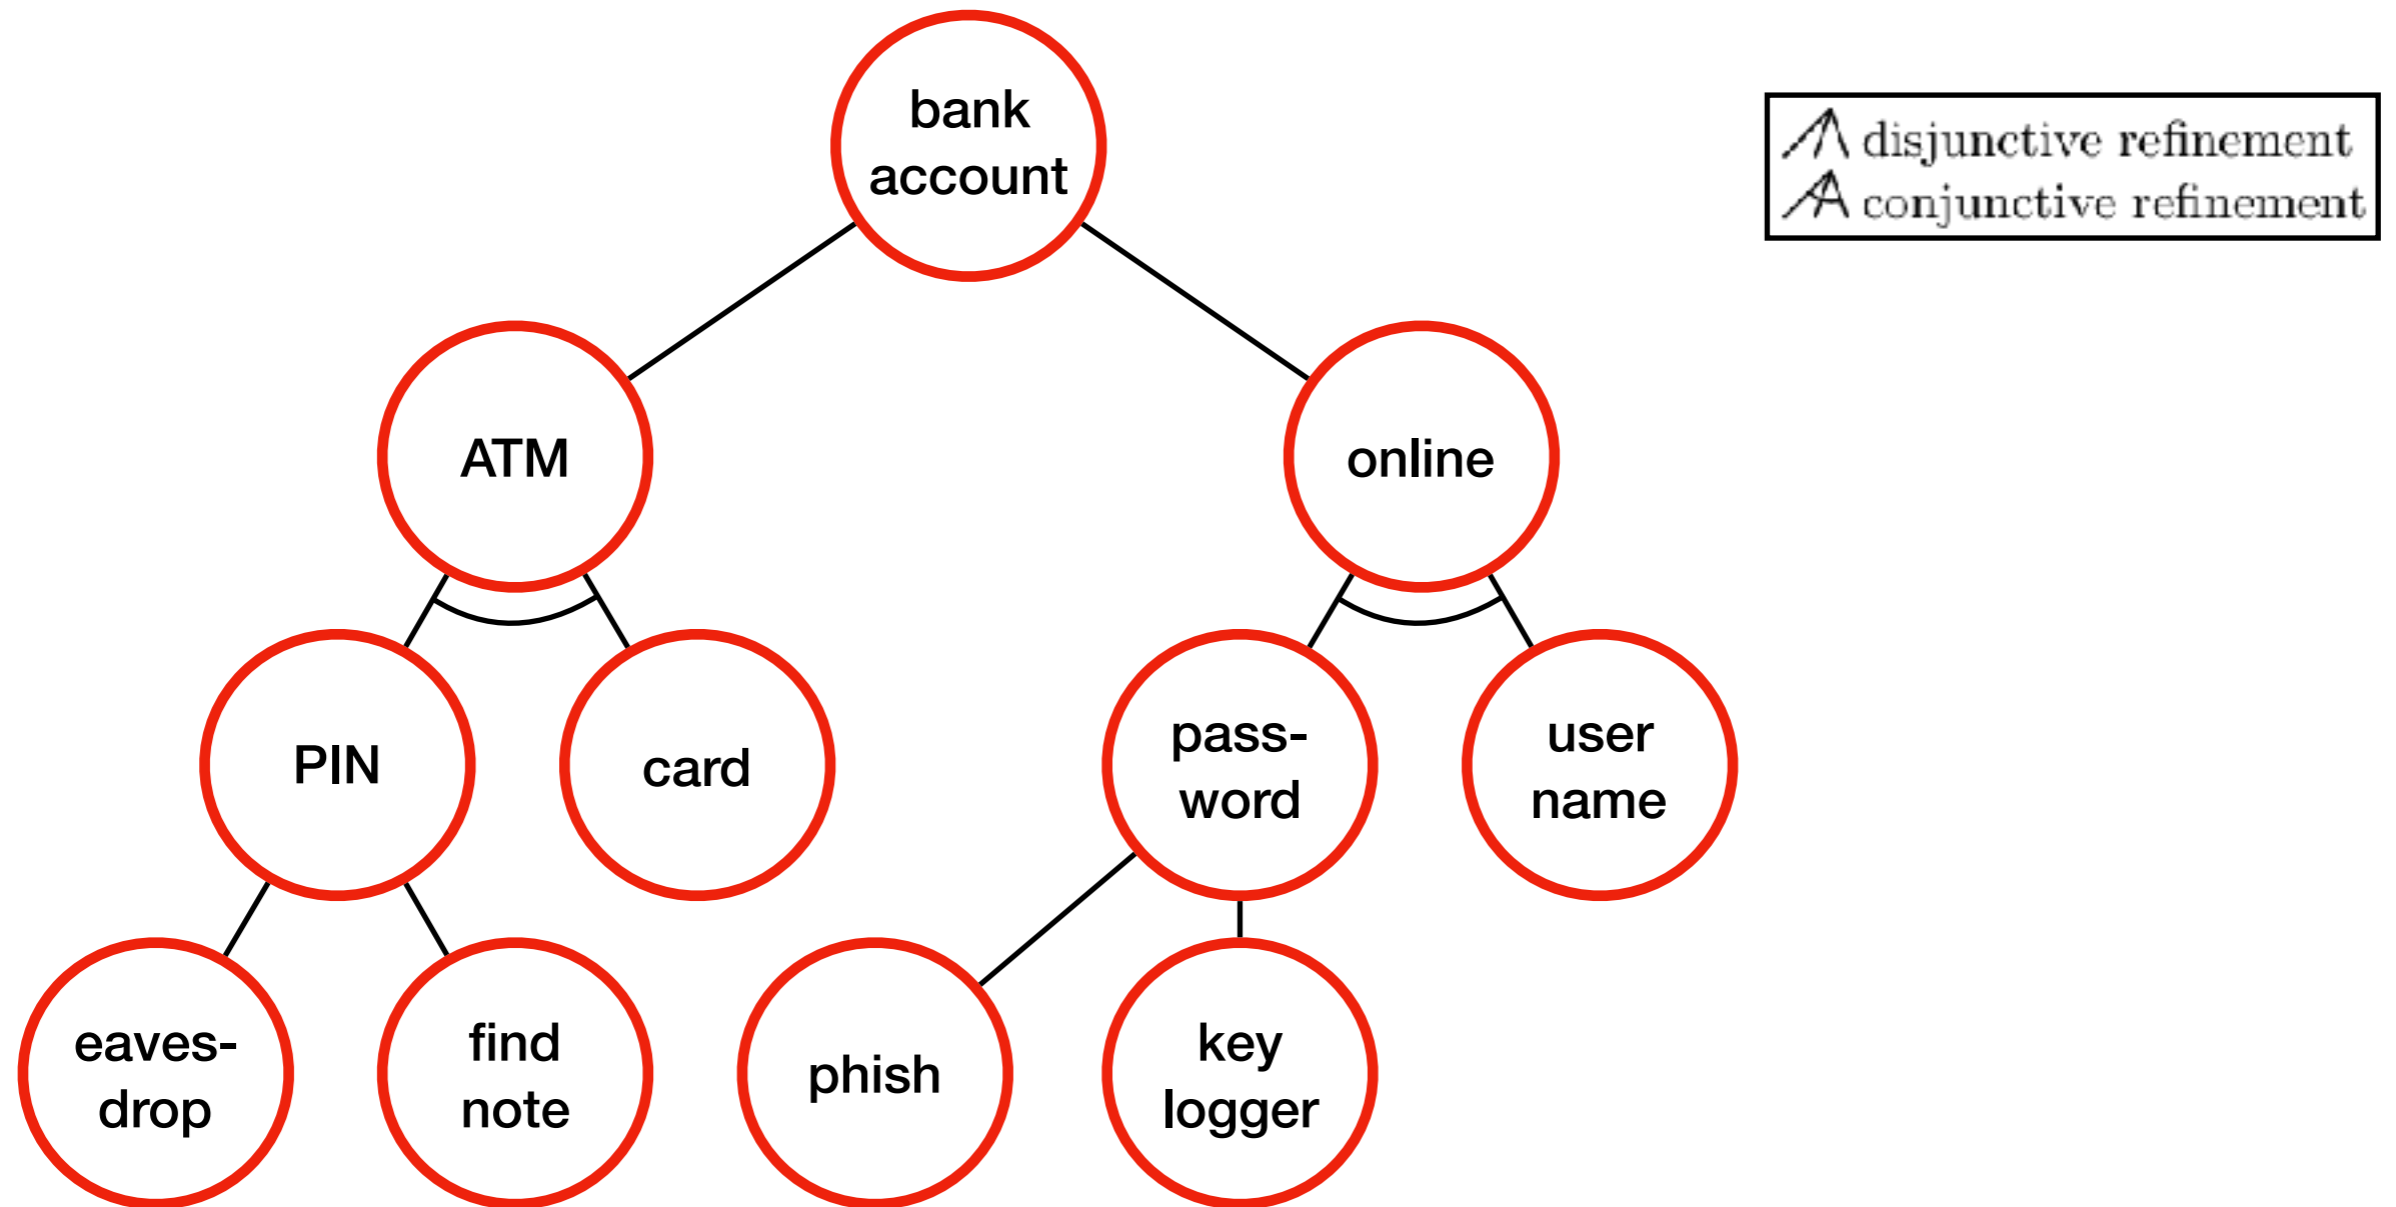 bank
account
disjunctive refinement
conjunctive refinement
ATM
online
PIN
card
pass-
word
user
name
eaves-
drop
find
note
phish
key
logger